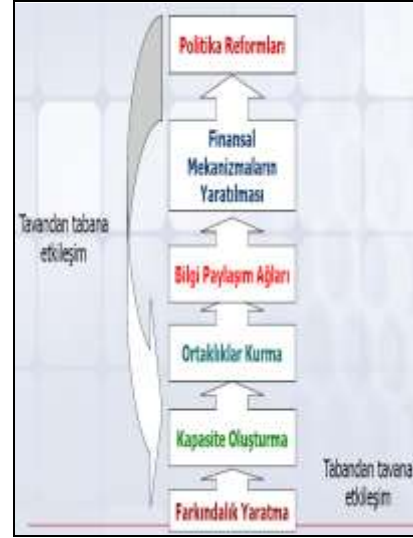 Politika Reformları
Finansal
Mekanizmaların
Yaratılması
Tavandan tabana
etkileşim
Bilgi Paylaşım Ağları
Ortaklıklar Kurma
Kapasite Oluşturma
Tabandan tavana
etkileşim
Farkındalık Yaratma